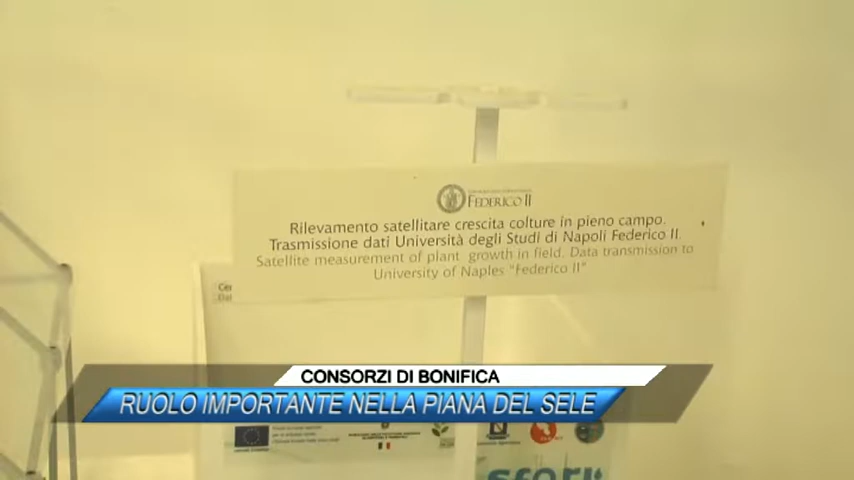 FEDERICO II
Rilevamento satellitare crescita colture in pieno campo.
Trasmissione dati Università degli Studi di Napoli Federico II.
Satellite measurement of plant growth in field. Data transmission to
University of Naples "Federico II"
CONSORZI DI BONIFICA
RUOLO IMPORTANTE NELLA PIANA DEL SELE